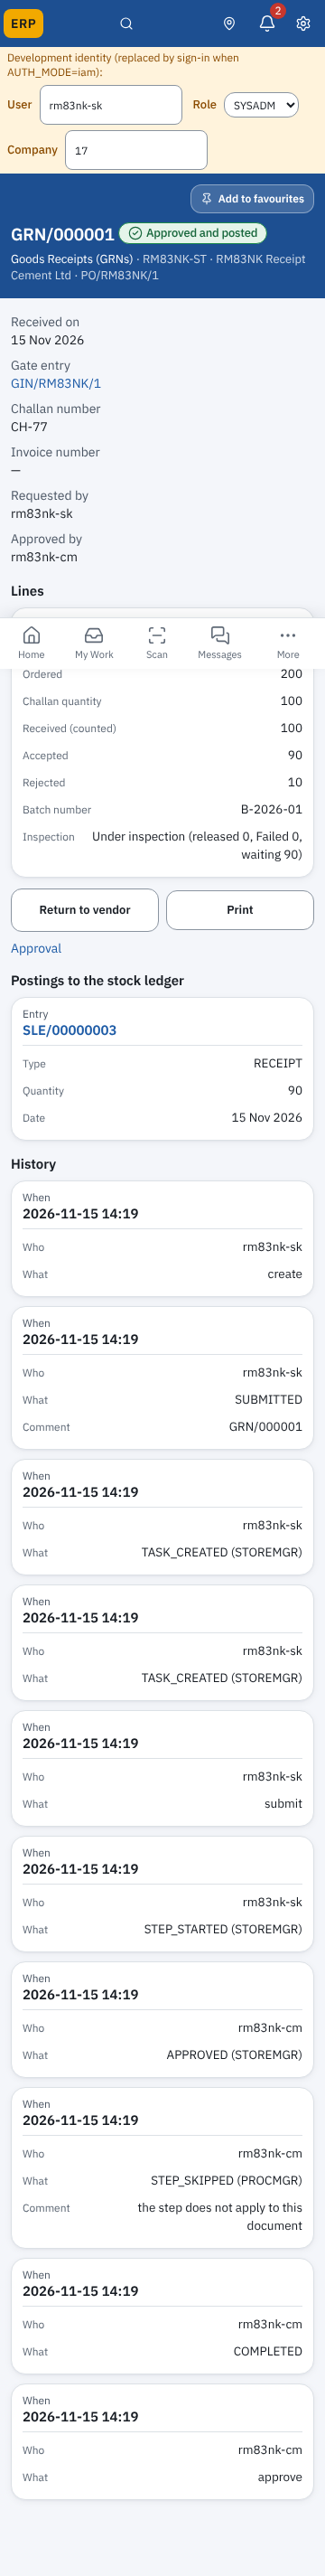 ERP
2
Development identity (replaced by sign-in when
AUTH_MODE=iam):
User rm83nk-sk Role SYSADM
Company 17
Add to favourites
GRN/000001 Approved and posted
Goods Receipts (GRNs) · RM83NK-ST · RM83NK Receipt
Cement Ltd · PO/RM83NK/1
Received on
15 Nov 2026
Gate entry
GIN/RM83NK/1
Challan number
CH-77
Invoice number
—
Requested by
rm83nk-sk
Approved by
rm83nk-cm
Lines
Home My Work Scan Messages More
Ordered 200
Challan quantity 100
Received (counted) 100
Accepted 90
Rejected 10
Batch number B-2026-01
Inspection Under inspection (released 0, Failed 0,
waiting 90)
Return to vendor Print
Approval
Postings to the stock ledger
Entry
SLE/00000003
Type RECEIPT
Quantity 90
Date 15 Nov 2026
History
When
2026-11-15 14:19
Who rm83nk-sk
What create
When
2026-11-15 14:19
Who rm83nk-sk
What SUBMITTED
Comment GRN/000001
When
2026-11-15 14:19
Who rm83nk-sk
What TASK_CREATED (STOREMGR)
When
2026-11-15 14:19
Who rm83nk-sk
What TASK_CREATED (STOREMGR)
When
2026-11-15 14:19
Who rm83nk-sk
What submit
When
2026-11-15 14:19
Who rm83nk-sk
What STEP_STARTED (STOREMGR)
When
2026-11-15 14:19
Who rm83nk-cm
What APPROVED (STOREMGR)
When
2026-11-15 14:19
Who rm83nk-cm
What STEP_SKIPPED (PROCMGR)
Comment the step does not apply to this
document
When
2026-11-15 14:19
Who rm83nk-cm
What COMPLETED
When
2026-11-15 14:19
Who rm83nk-cm
What approve